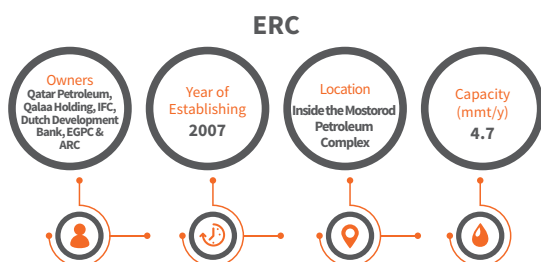 ERC
Owners
Qatar Petroleum,
Qalaa Holding, IFC,
Dutch Development
Bank, EGPC &
ARC
Year of
Establishing
2007
Location
Inside the Mostorod
Petroleum
Complex
Capacity
(mmt/y)
4.7